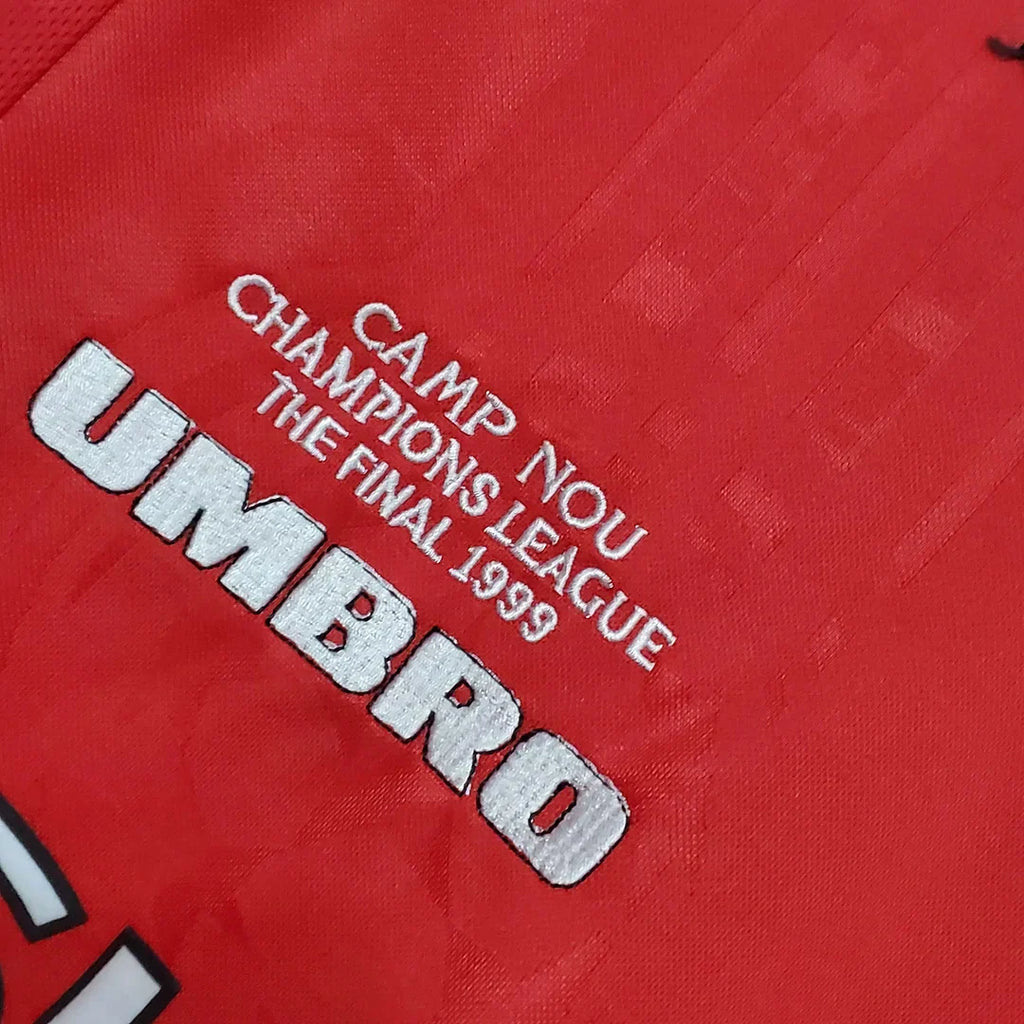 CAMP NOU
CHAMPIONS LEAGUE
THE FINAL 1999
UMBRO